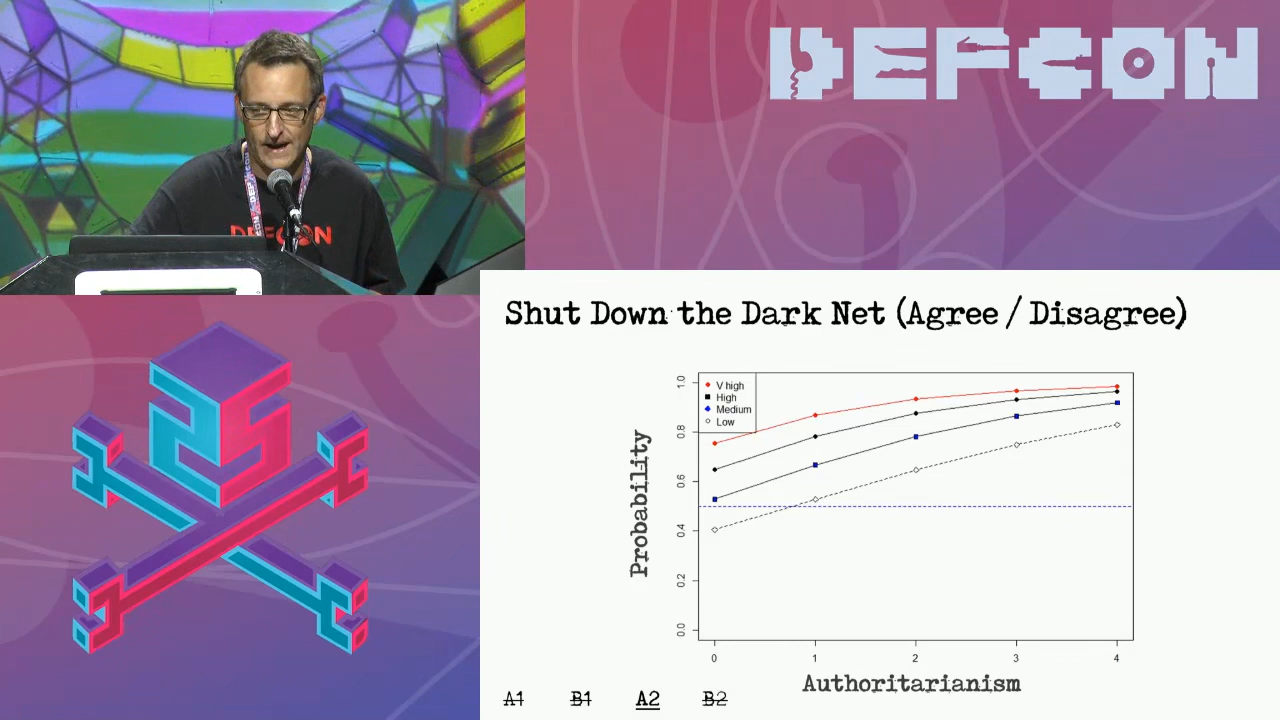 DEFCON
DEFCON
Shut Down the Dark Net (Agree / Disagree)
V high
High
Medium
Low
1.0
0.8
0.6
0.4
0.2
0.0
Probability
0 1 2 3 4
Authoritarianism
A1 B1 A2 B2